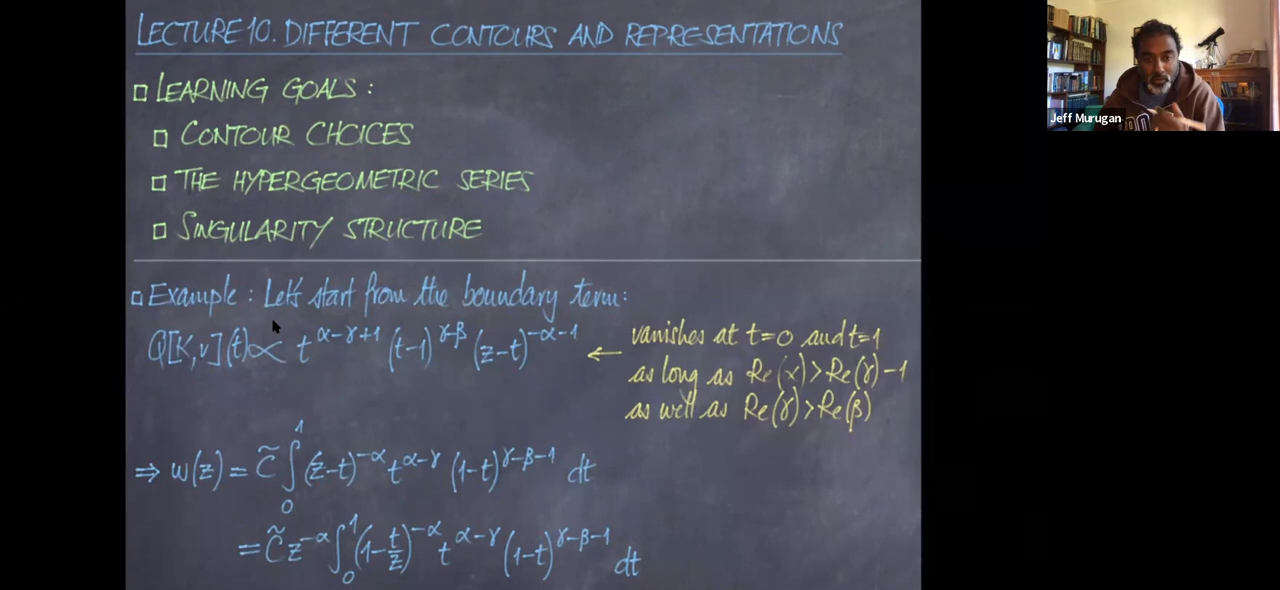 LECTURE 10. DIFFERENT CONTOURS AND REPRESENTATIONS
□ LEARNING GOALS:
□ CONTOUR CHOICES
□ THE HYPERGEOMETRIC SERIES
□ SINGULARITY STRUCTURE
□ Example: Let's start from the boundary term:
Q[K,v](t) ∝ t^{α-γ+1} (t-1)^{γ-β} (z-t)^{-α-1}
← vanishes at t=0 and t=1
as long as Re(α)>Re(γ)-1
as well as Re(γ)>Re(β)
⇒ w(z) = C̃ ∫_0^1 (z-t)^{-α} t^{α-γ} (1-t)^{γ-β-1} dt
= C̃ z^{-α} ∫_0^1 (1-t/z)^{-α} t^{α-γ} (1-t)^{γ-β-1} dt
Jeff Murugan